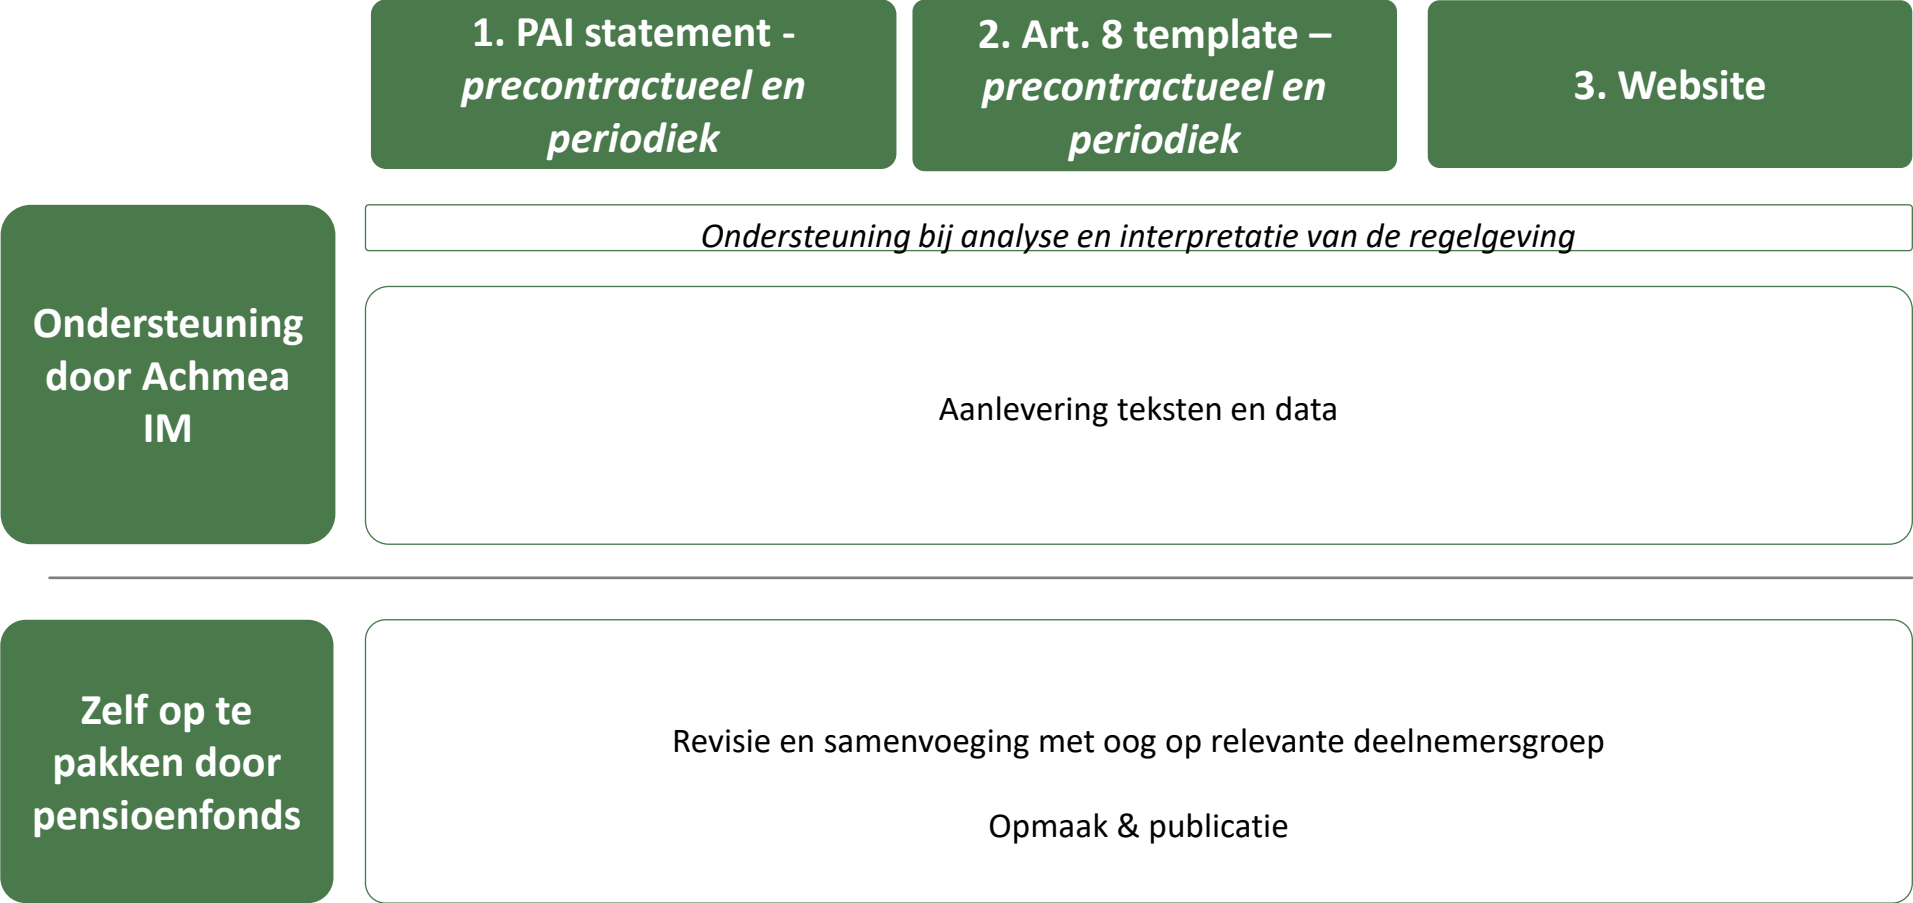 1. PAI statement -
precontractueel en
periodiek
2. Art. 8 template –
precontractueel en
periodiek
3. Website
Ondersteuning
door Achmea
IM
Ondersteuning bij analyse en interpretatie van de regelgeving
Aanlevering teksten en data
Zelf op te
pakken door
pensioenfonds
Revisie en samenvoeging met oog op relevante deelnemersgroep
Opmaak & publicatie